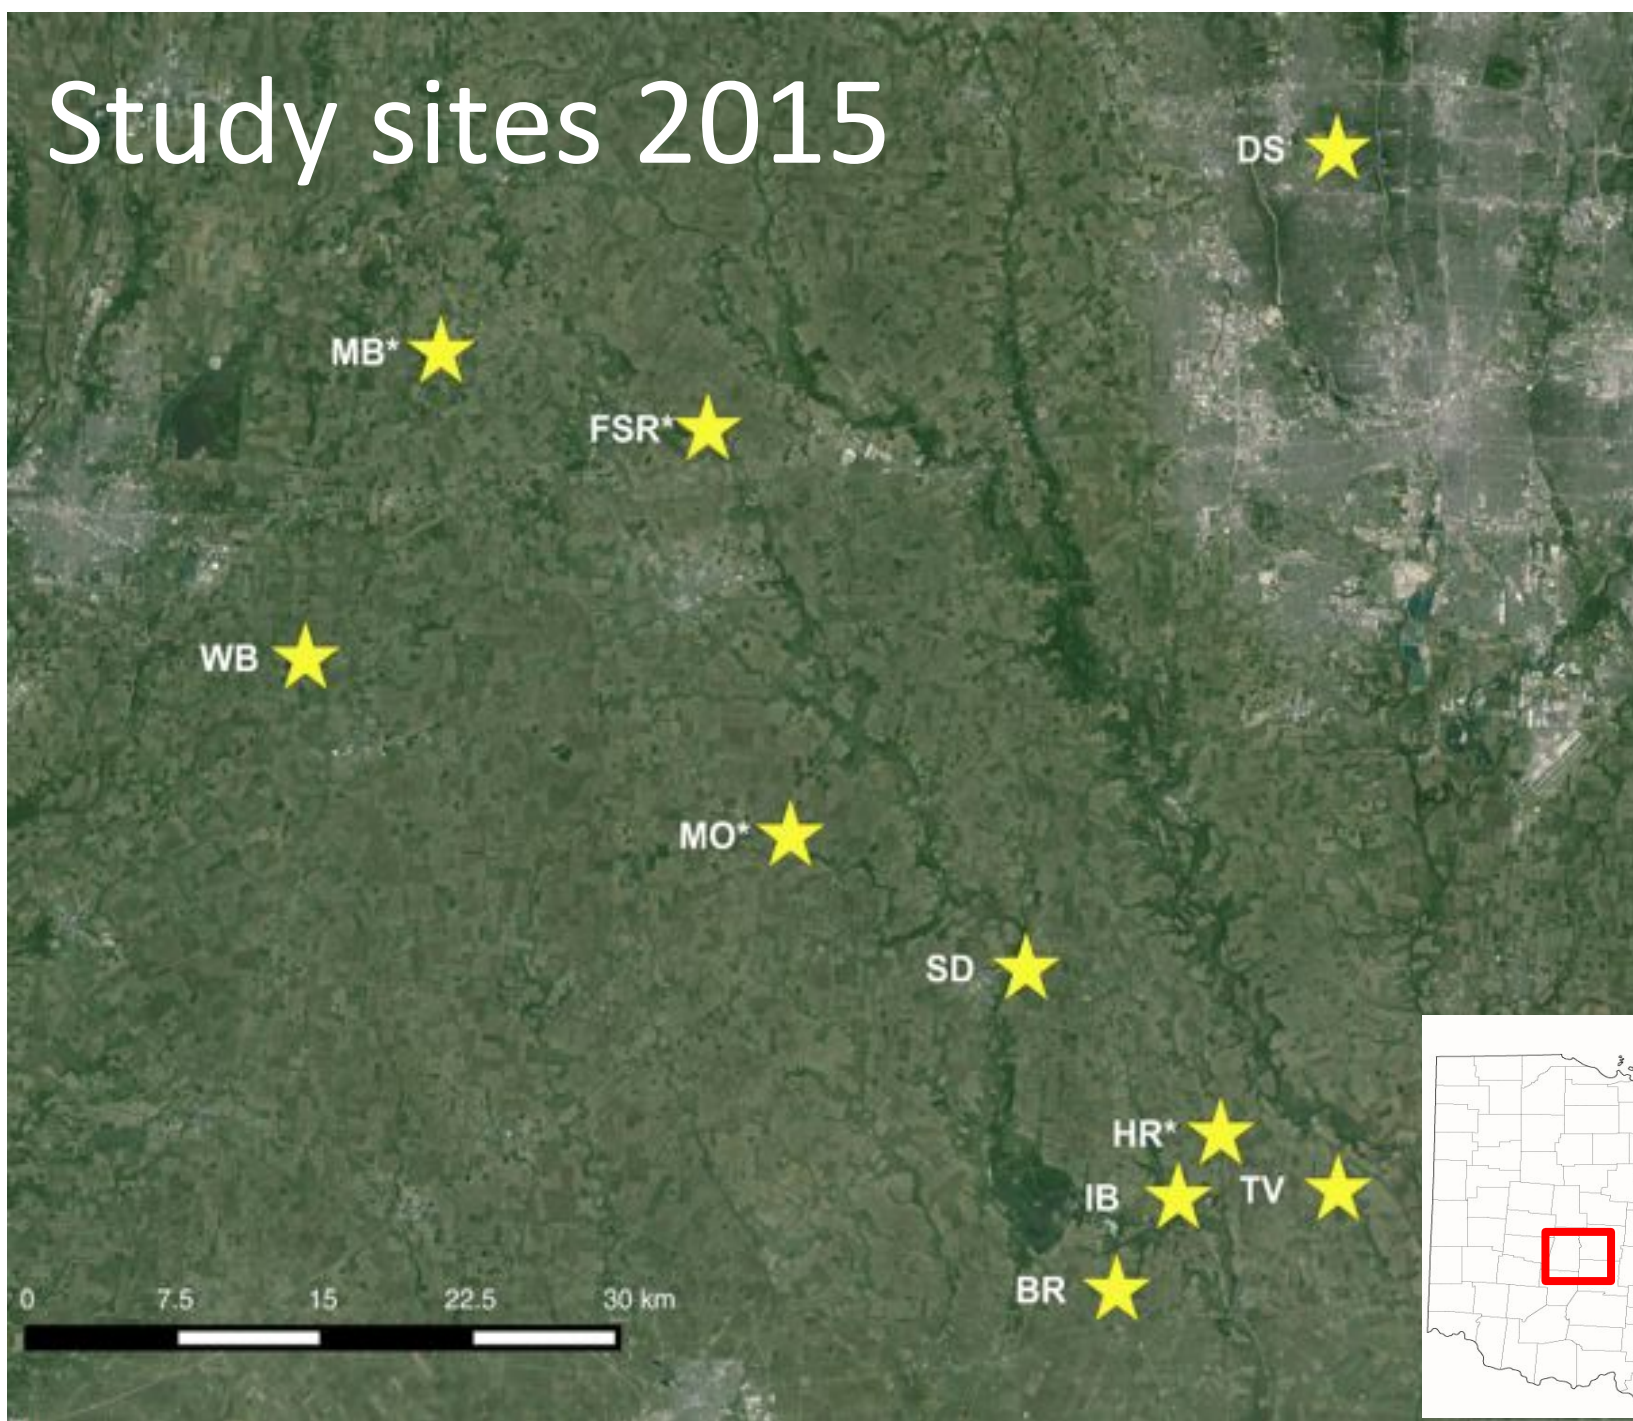 Study sites 2015
DS
MB*
FSR*
WB
MO*
SD
HR*
IB
TV
BR
0 7.5 15 22.5 30 km